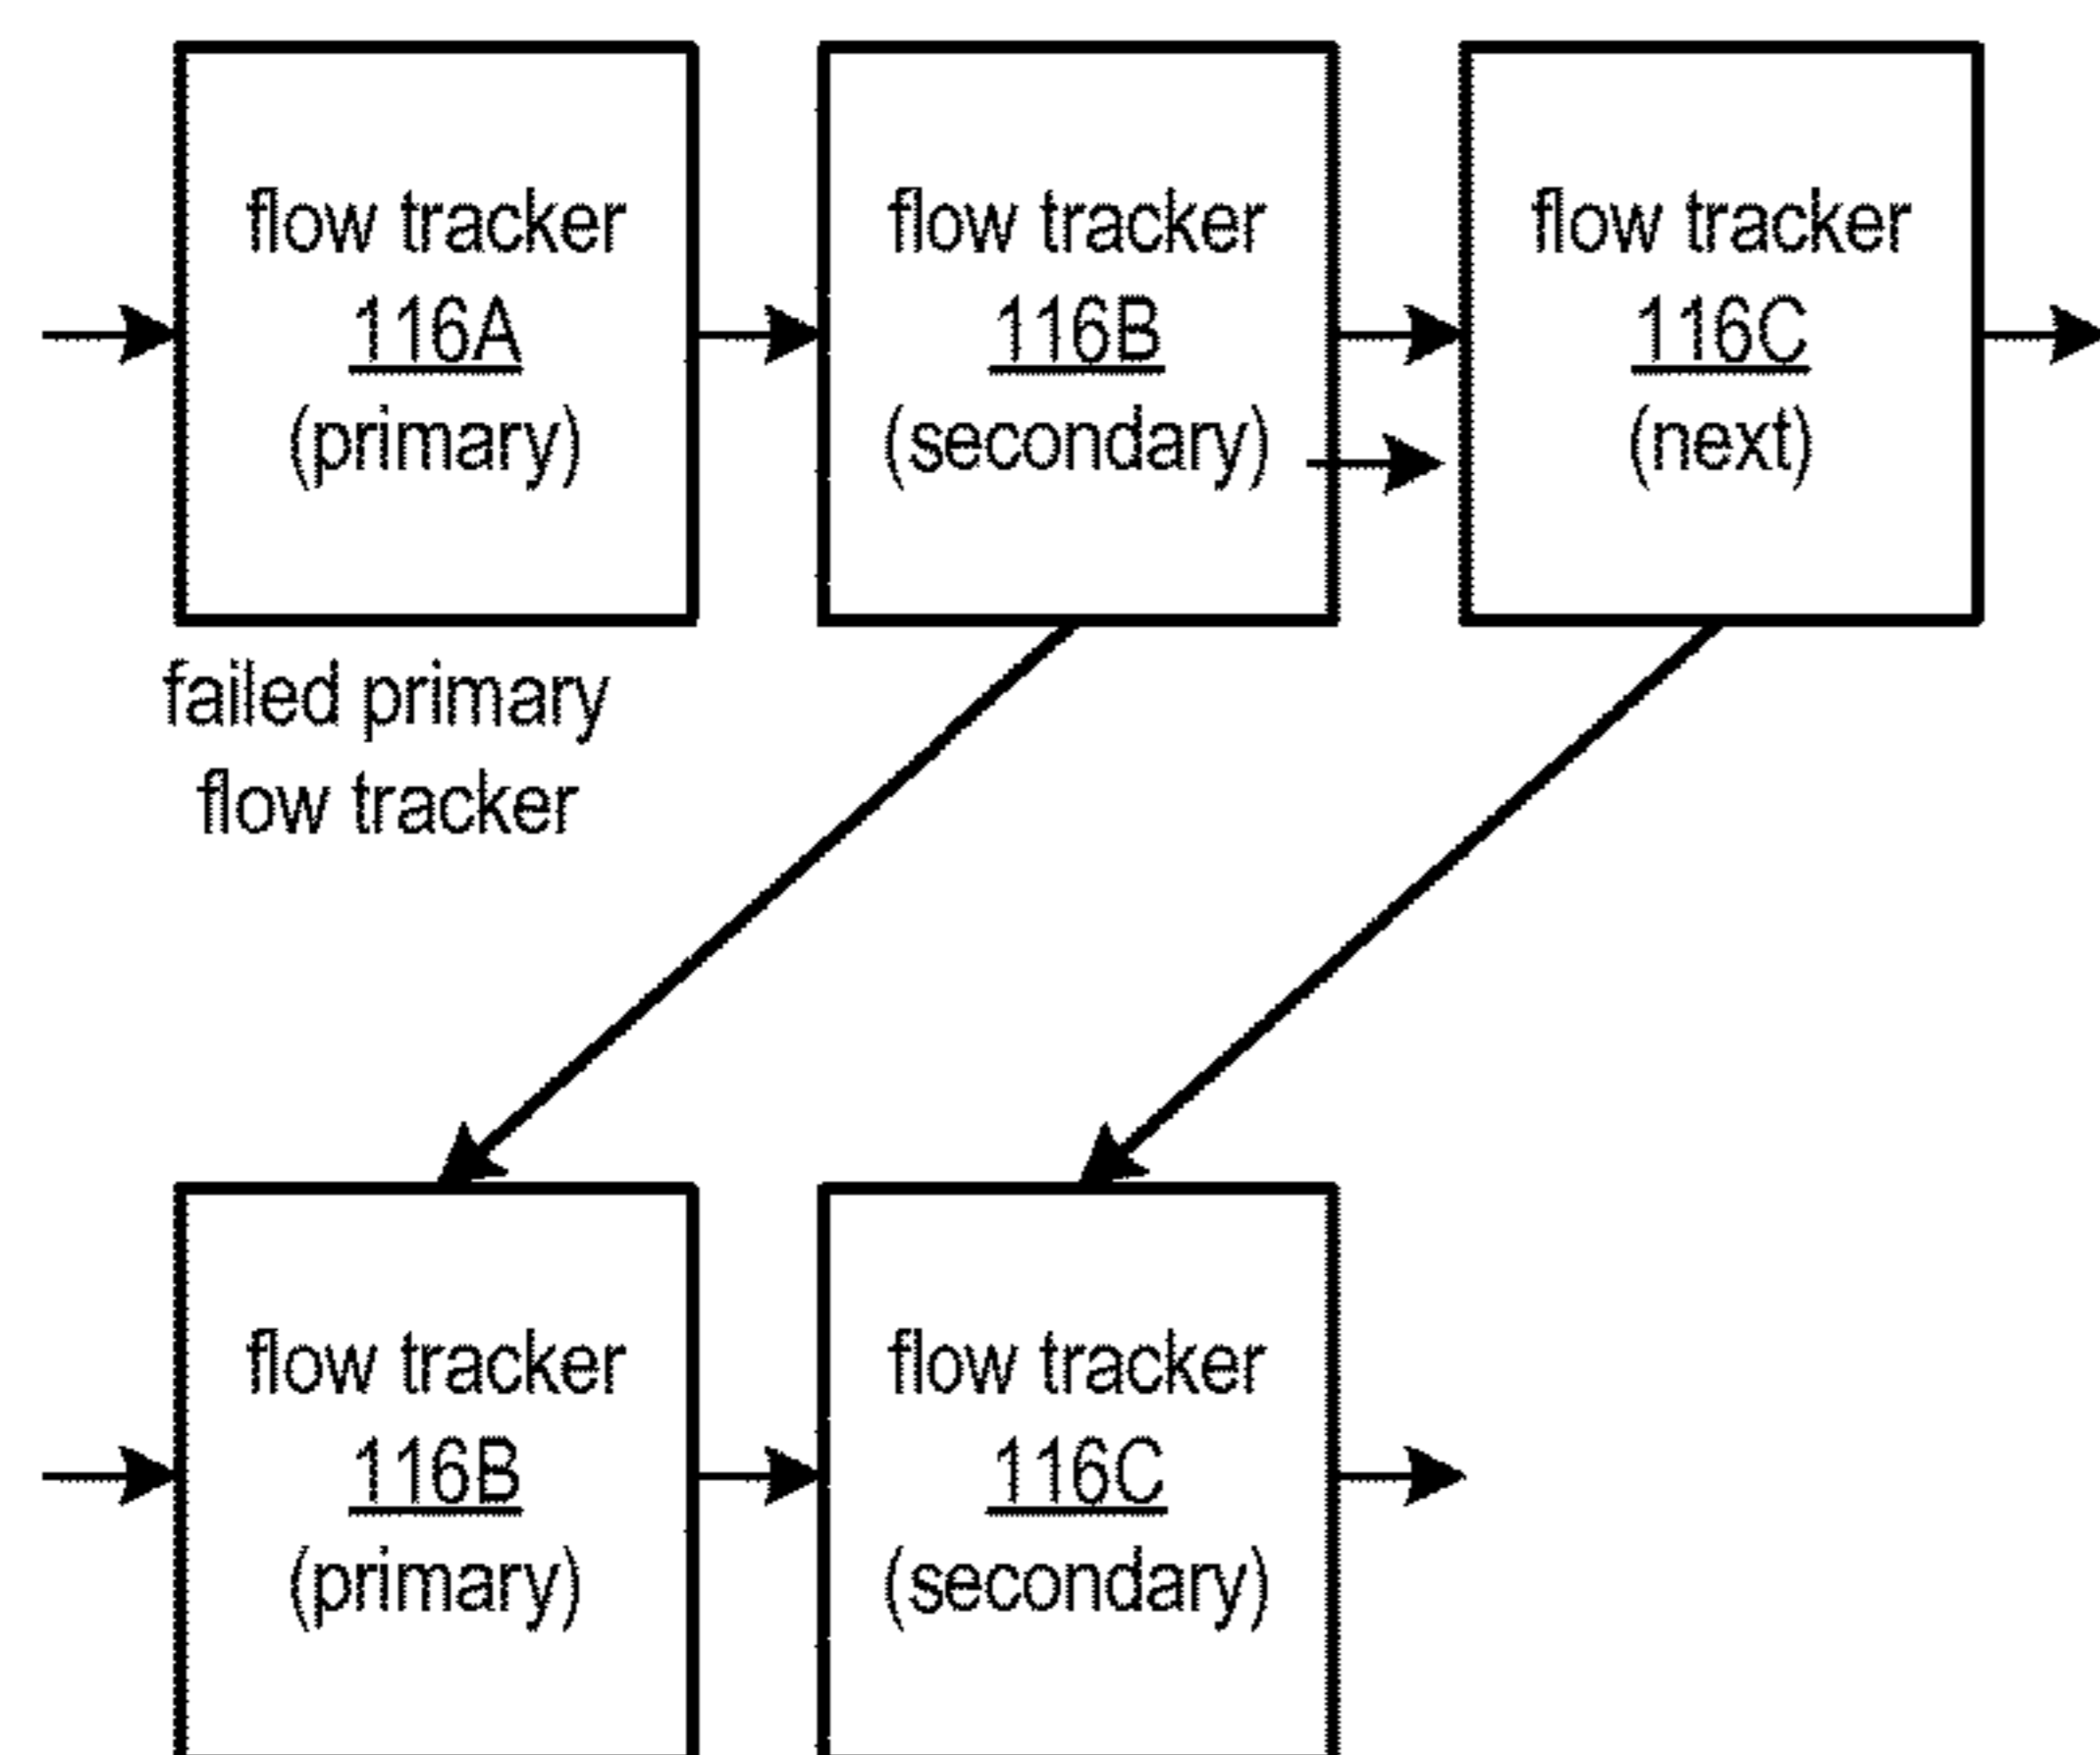 flow tracker
116A
(primary)
flow tracker
116B
(secondary)
flow tracker
116C
(next)
failed primary
flow tracker
flow tracker
116B
(primary)
flow tracker
116C
(secondary)